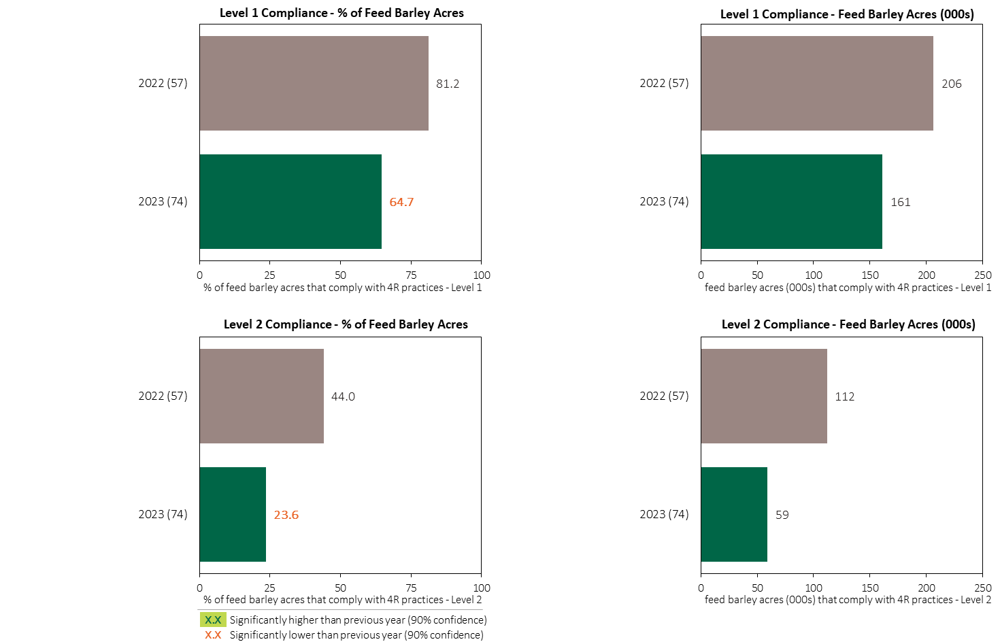 Level 1 Compliance - % of Feed Barley Acres
2022 (57)
81.2
2023 (74)
64.7
0 25 50 75 100
% of feed barley acres that comply with 4R practices - Level 1
Level 1 Compliance - Feed Barley Acres (000s)
2022 (57)
206
2023 (74)
161
0 50 100 150 200 250
feed barley acres (000s) that comply with 4R practices - Level 1
Level 2 Compliance - % of Feed Barley Acres
2022 (57)
44.0
2023 (74)
23.6
0 25 50 75 100
% of feed barley acres that comply with 4R practices - Level 2
Level 2 Compliance - Feed Barley Acres (000s)
2022 (57)
112
2023 (74)
59
0 50 100 150 200 250
feed barley acres (000s) that comply with 4R practices - Level 2
X.X Significantly higher than previous year (90% confidence)
X.X Significantly lower than previous year (90% confidence)